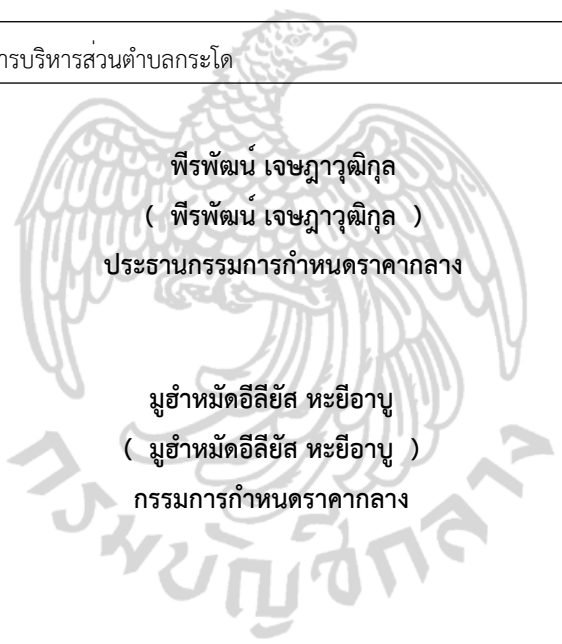 ารบริหารส่วนตำบลกระโด
พีรพัฒน์ เจษฎาวุฒิกุล
( พีรพัฒน์ เจษฎาวุฒิกุล )
ประธานกรรมการกำหนดราคากลาง
มูฮำหมัดอีลียัส หะยีอาบู
( มูฮำหมัดอีลียัส หะยีอาบู )
กรรมการกำหนดราคากลาง
กรมบัญชีกลาง